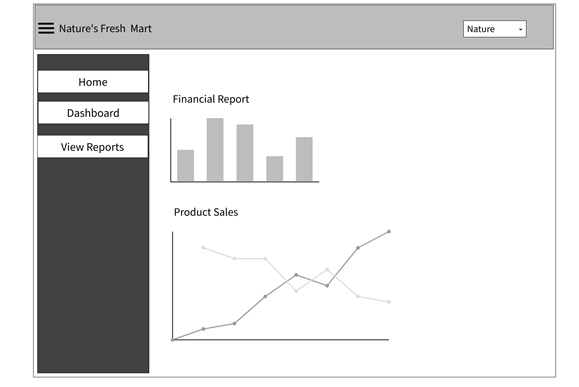 Nature's Fresh Mart
Nature
Home
Dashboard
View Reports
Financial Report
Product Sales